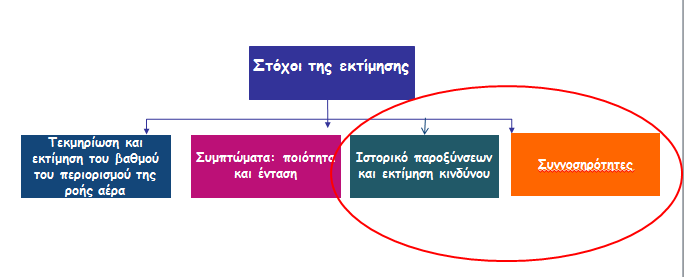 Στόχοι της εκτίμησης
Τεκμηρίωση και
εκτίμηση του βαθμού
του περιορισμού της
ροής αέρα
Συμπτώματα: ποιότητα
και ένταση
Ιστορικό παροξύνσεων
και εκτίμηση κινδύνου
Συννοσηρότητες